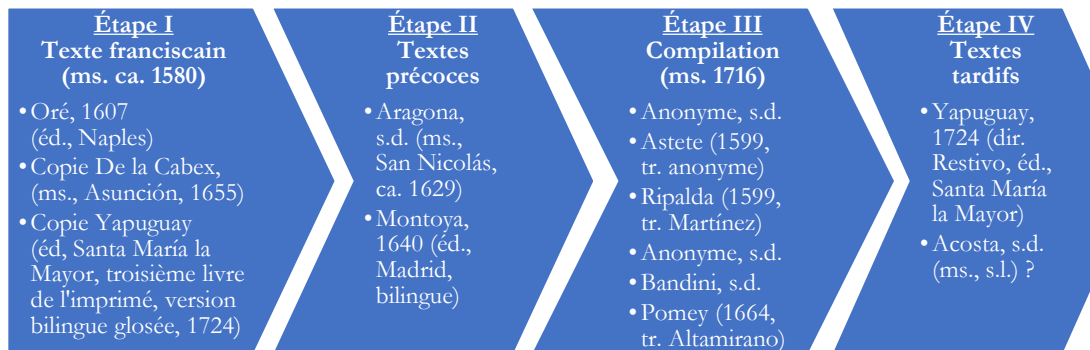 Étape I
Texte franciscain
(ms. ca. 1580)
• Oré, 1607
(éd., Naples)
• Copie De la Cabex,
(ms., Asunción, 1655)
• Copie Yapuguay
(éd, Santa María la
Mayor, troisième livre
de l'imprimé, version
bilingue glosée, 1724)
Étape II
Textes
précoces
• Aragona,
s.d. (ms.,
San Nicolás,
ca. 1629)
• Montoya,
1640 (éd.,
Madrid,
bilingue)
Étape III
Compilation
(ms. 1716)
• Anonyme, s.d.
• Astete (1599,
tr. anonyme)
• Ripalda (1599,
tr. Martínez)
• Anonyme, s.d.
• Bandini, s.d.
• Pomey (1664,
tr. Altamirano)
Étape IV
Textes
tardifs
• Yapuguay,
1724 (dir.
Restivo, éd.,
Santa María
la Mayor)
• Acosta, s.d.
(ms., s.l.) ?